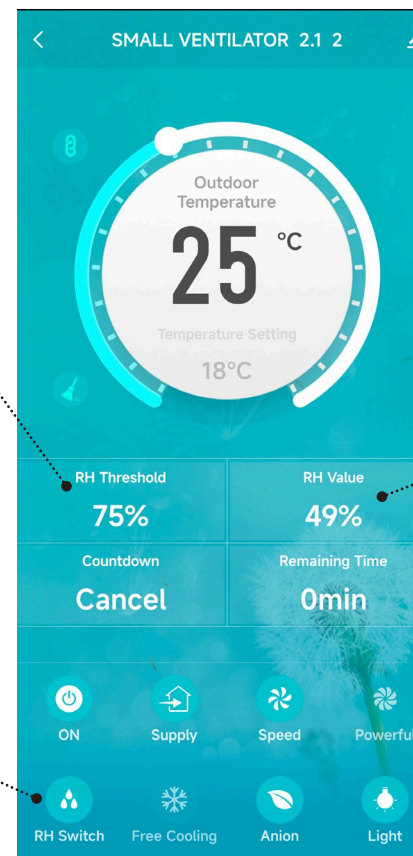 SMALL VENTILATOR 2.1 2
Outdoor
Temperature
25 °C
Temperature Setting
18°C
RH Threshold
RH Value
75%
49%
Countdown
Remaining Time
Cancel
0min
ON
Supply
Speed
Powerful
RH Switch
Free Cooling
Anion
Light